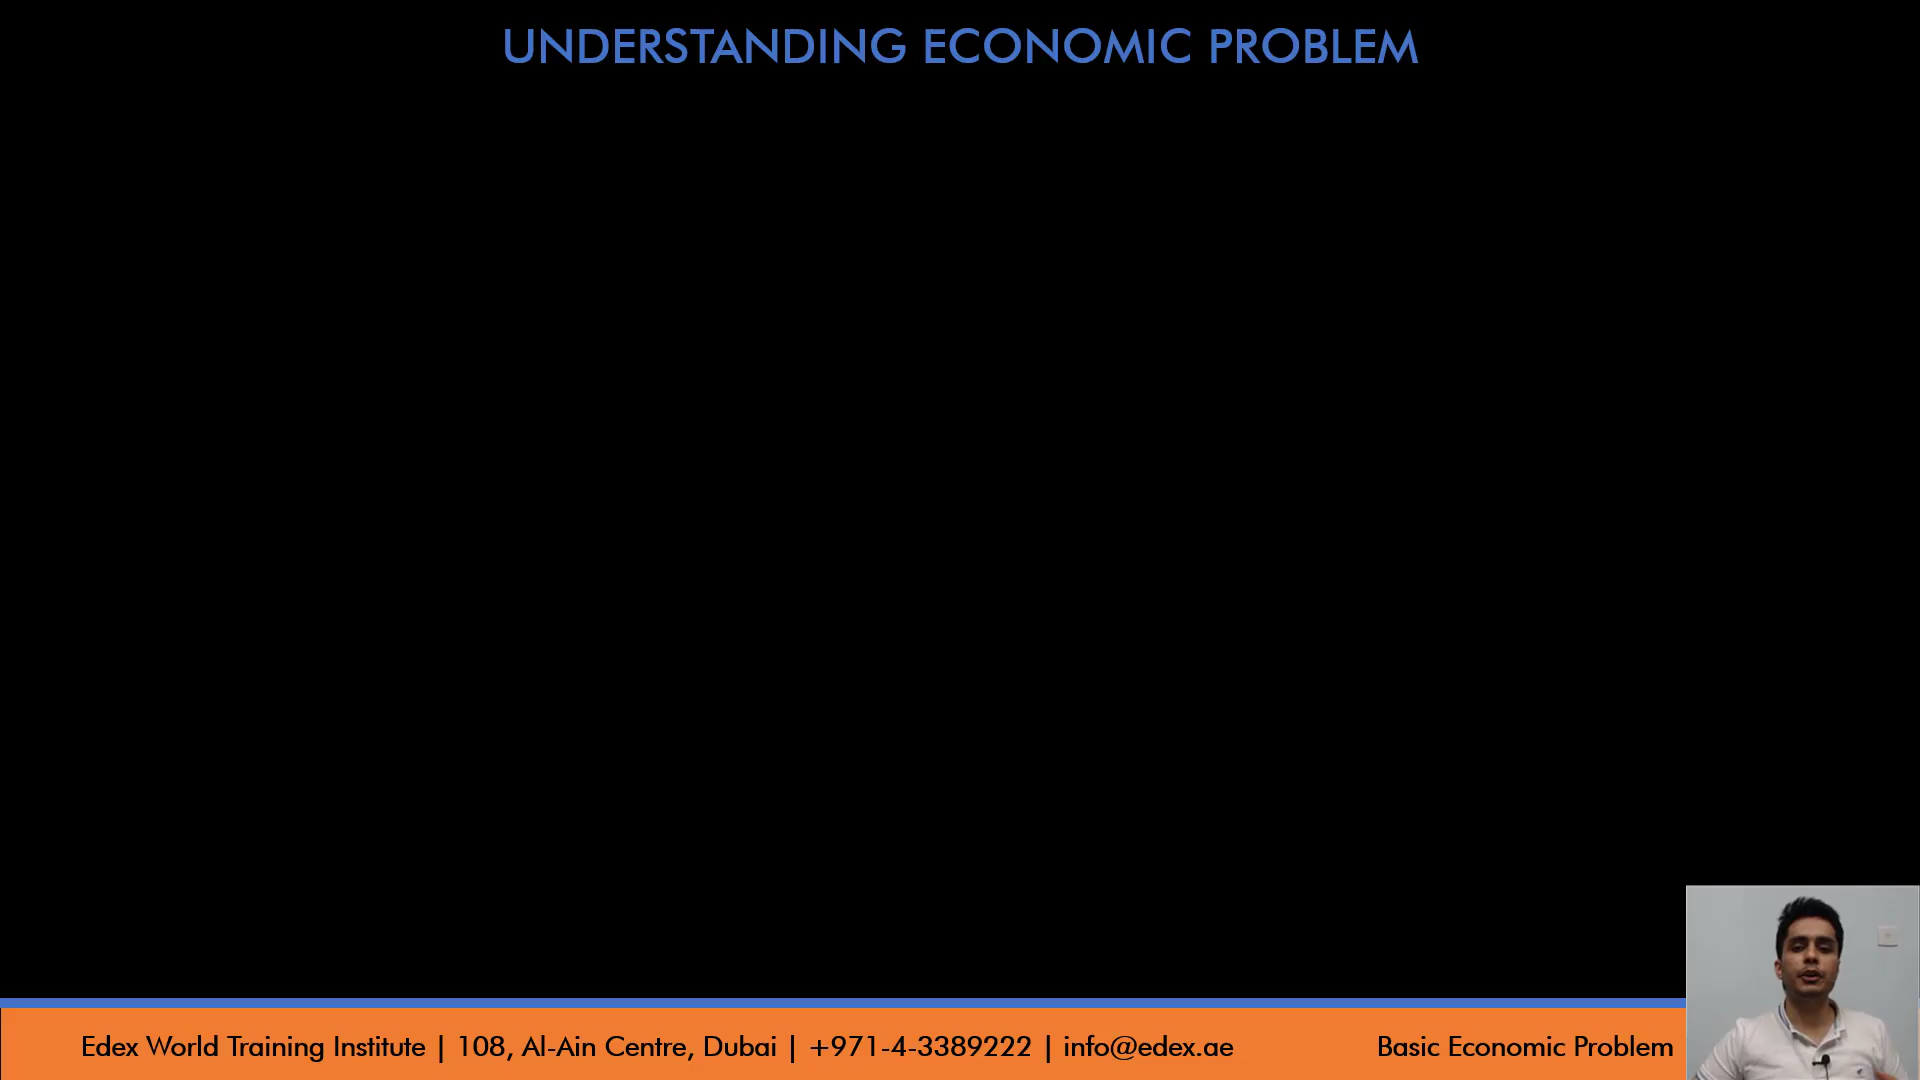 UNDERSTANDING ECONOMIC PROBLEM
Edex World Training Institute | 108, Al-Ain Centre, Dubai | +971-4-3389222 | info@edex.ae
Basic Economic Problem